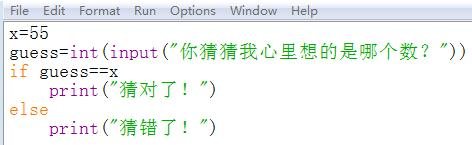 File Edit Format Run Options Window Help
x=55
guess=int(input("你猜猜我心里想的是哪个数？"))
if guess==x
    print("猜对了！")
else
    print("猜错了！")